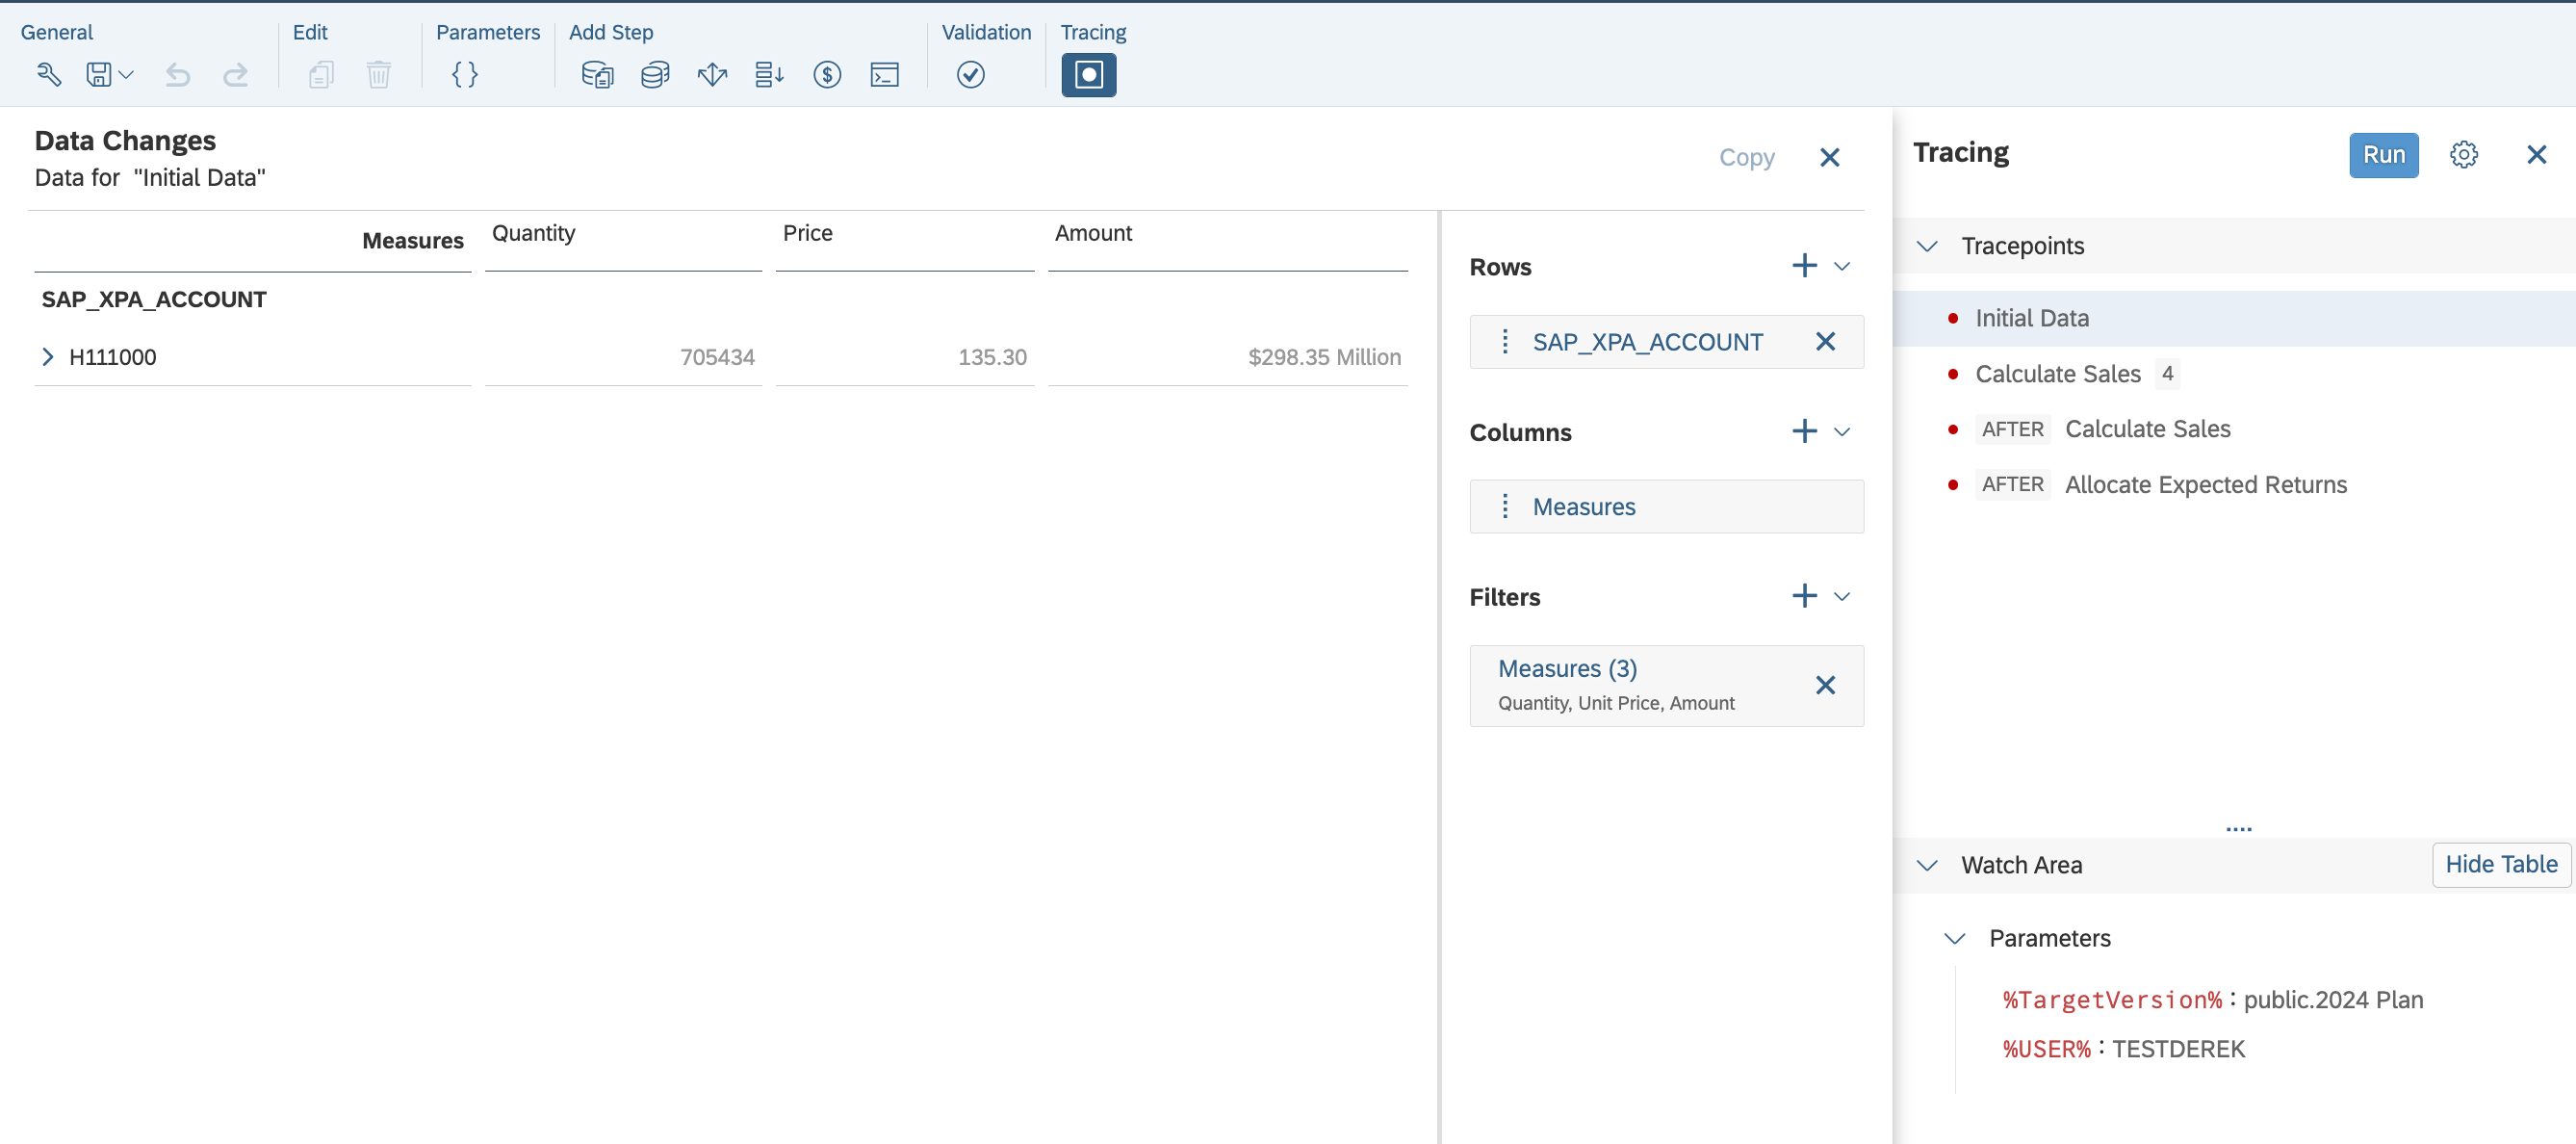 General
Edit
Parameters
Add Step
Validation
Tracing
Data Changes
Data for "Initial Data"
Copy
Measures Quantity Price Amount
SAP_XPA_ACCOUNT
H111000 705434 135.30 $298.35 Million
Rows
SAP_XPA_ACCOUNT
Columns
Measures
Filters
Measures (3)
Quantity, Unit Price, Amount
Tracing
Run
Tracepoints
Initial Data
Calculate Sales 4
AFTER Calculate Sales
AFTER Allocate Expected Returns
Watch Area
Hide Table
Parameters
%TargetVersion% : public.2024 Plan
%USER% : TESTDEREK